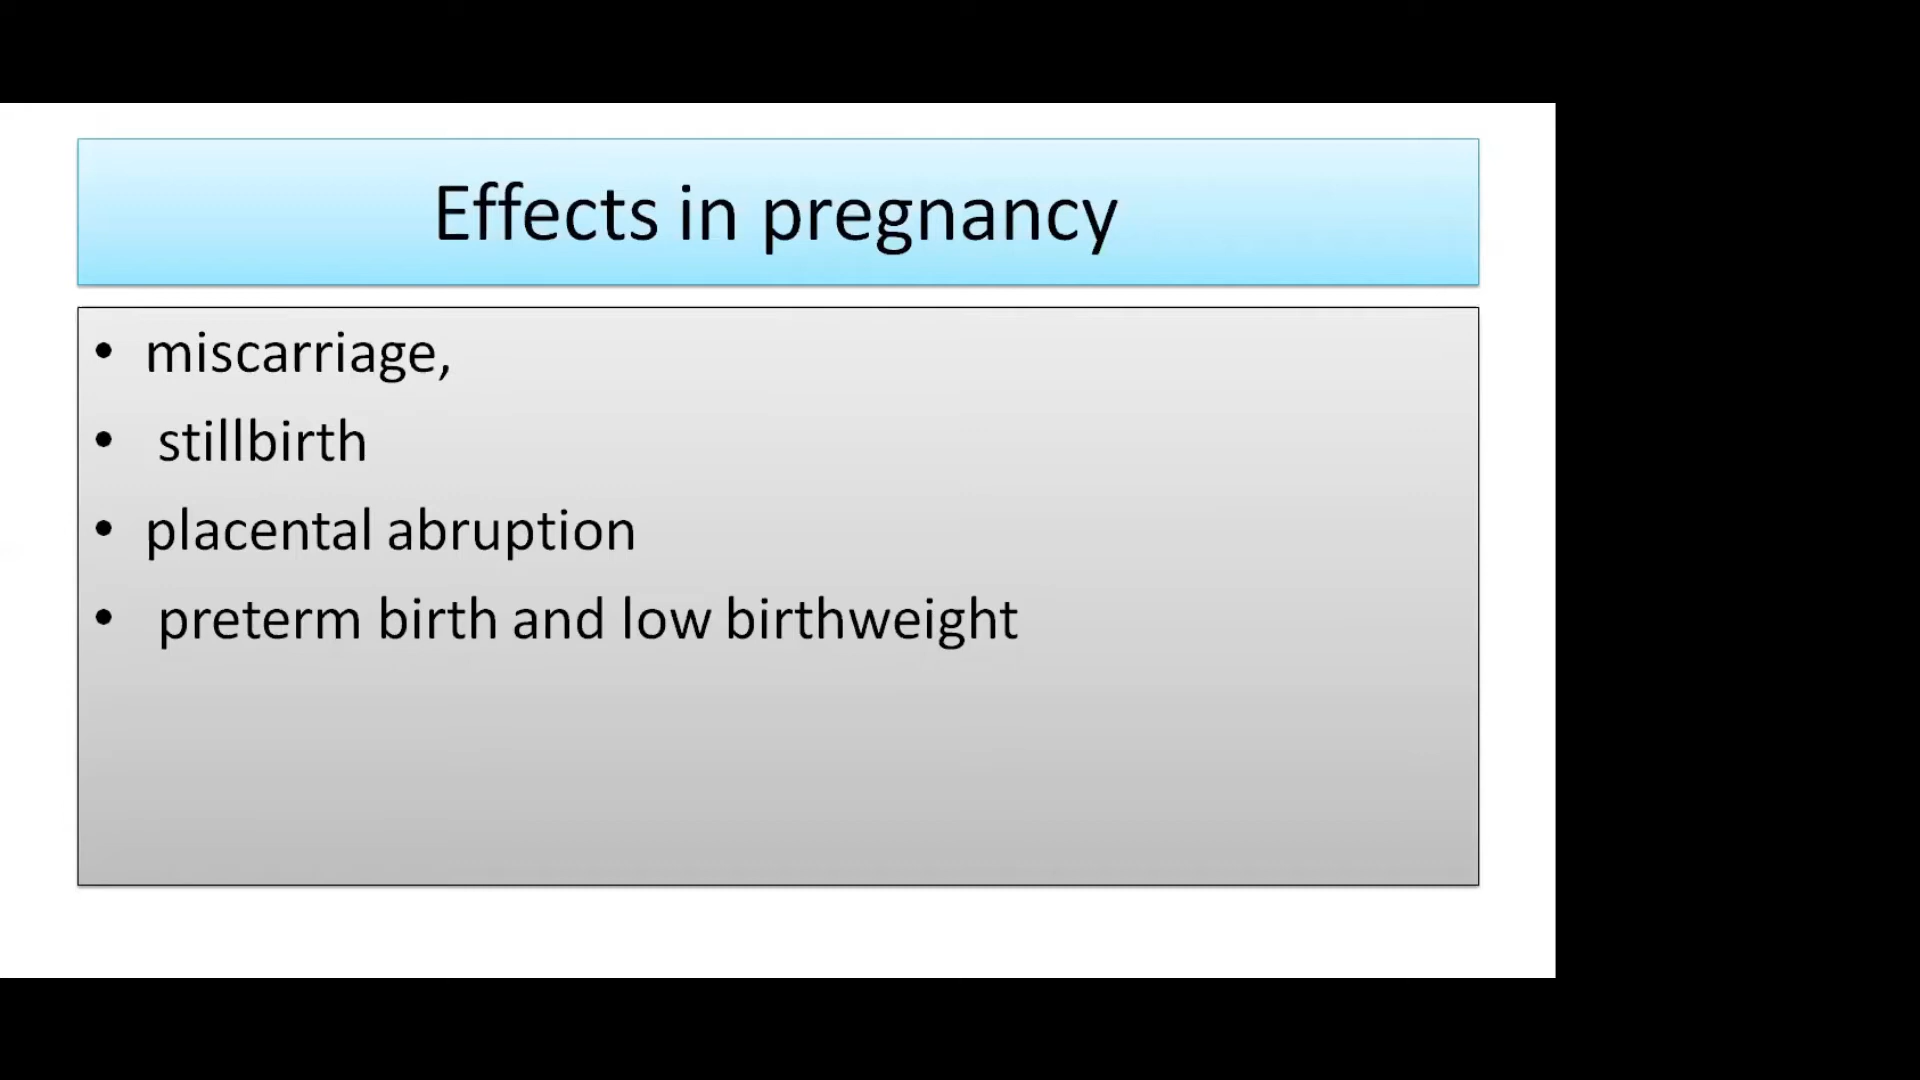 Effects in pregnancy
• miscarriage,
• stillbirth
• placental abruption
• preterm birth and low birthweight